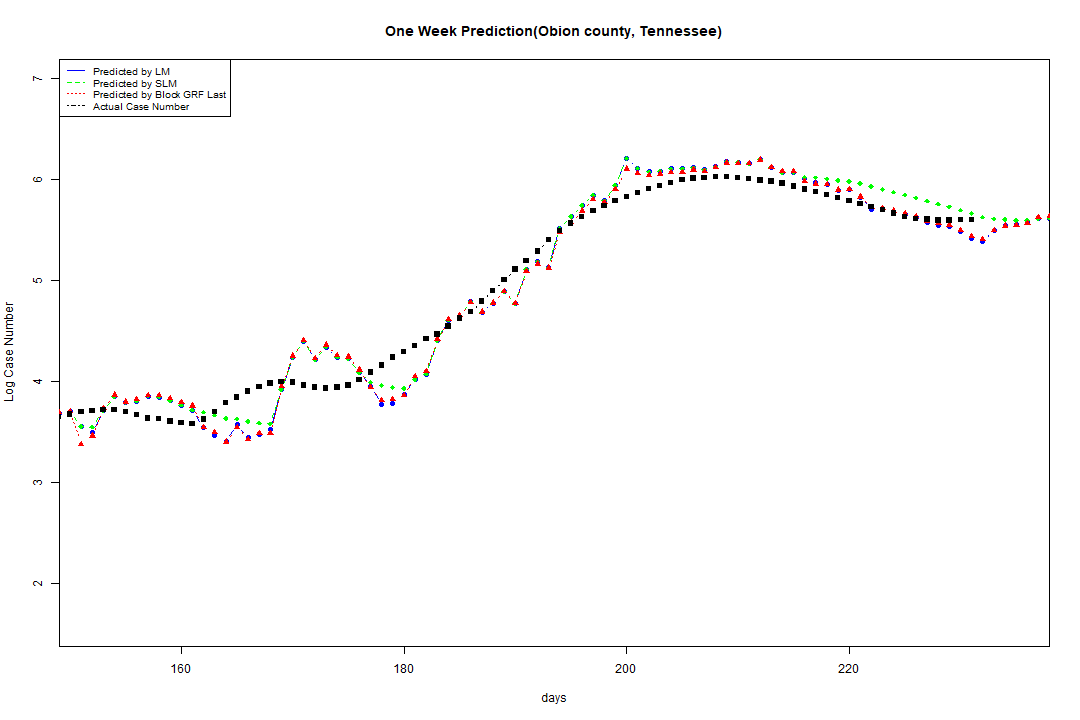 One Week Prediction(Obion county, Tennessee)
Predicted by LM
Predicted by SLM
Predicted by Block GRF Last
Actual Case Number
7
6
5
4
3
2
Log Case Number
160
180
200
220
days